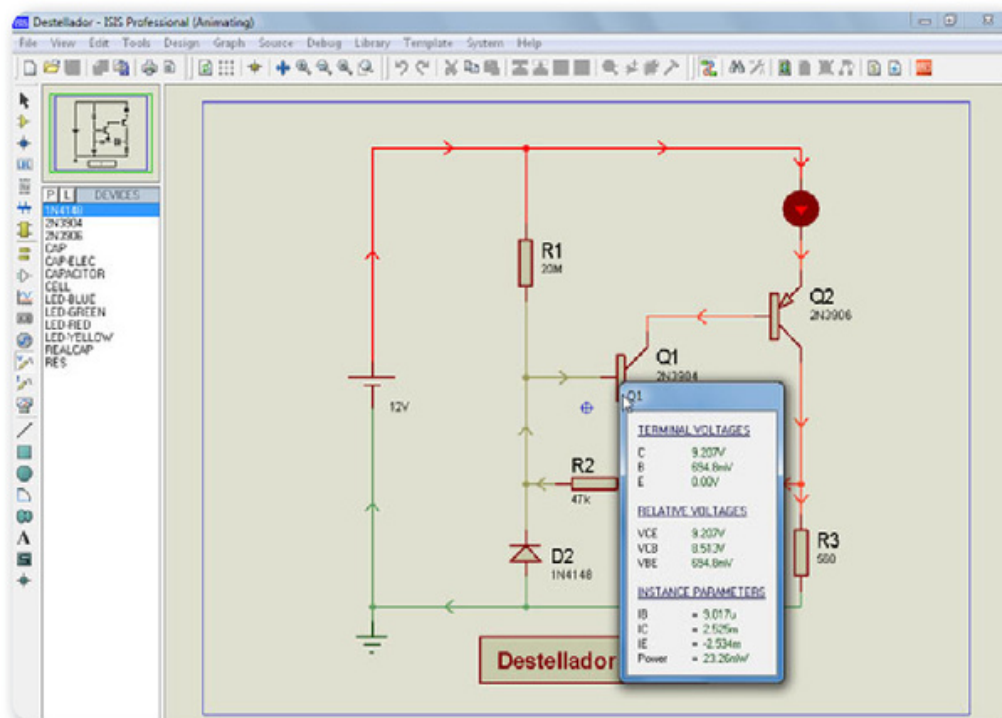 Destellador - ISIS Professional (Animating)
File View Edit Tools Design Graph Source Debug Library Template System Help
P L DEVICES
1N4148
2N3904
2N3906
CAP
CAP-ELEC
CAPACITOR
CELL
LED-BLUE
LED-GREEN
LED-RED
LED-YELLOW
REALCAP
RES
R1
20M
Q2
2N3906
Q1
2N3904
12V
R2
47k
D2
1N4148
R3
560
Destellador
Q1
TERMINAL VOLTAGES
C 9.207V
B 694.8mV
E 0.00V
RELATIVE VOLTAGES
VCE 9.207V
VCB 8.513V
VBE 694.8mV
INSTANCE PARAMETERS
IB = 9.017u
IC = 2.525m
IE = -2.534m
Power = 23.26mW